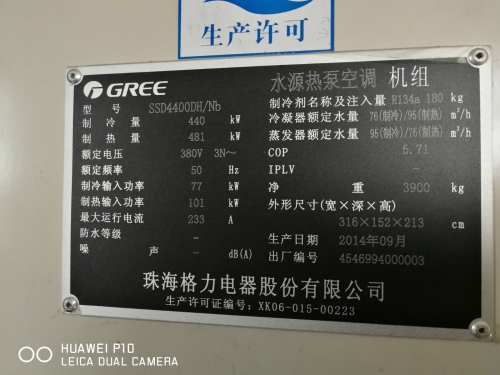 生产许可
GREE
水源热泵空调 机组
型号 SSD4400DH/Nb
制冷量 440 kW
制热量 481 kW
额定电压 380V 3N～
额定频率 50 Hz
制冷输入功率 77 kW
制热输入功率 101 kW
最大运行电流 233 A
防水等级 -
噪声 - dB(A)
制冷剂名称及注入量 R134a 180 kg
冷凝器额定水量 76(制冷)/95(制热) m³/h
蒸发器额定水量 95(制冷)/76(制热) m³/h
COP 5.71
IPLV -
净重 3900 kg
外形尺寸(宽×深×高)
316×152×213 cm
生产日期 2014年09月
出厂编号 4546994000003
珠海格力电器股份有限公司
生产许可证编号: XK06-015-00223
HUAWEI P10
LEICA DUAL CAMERA